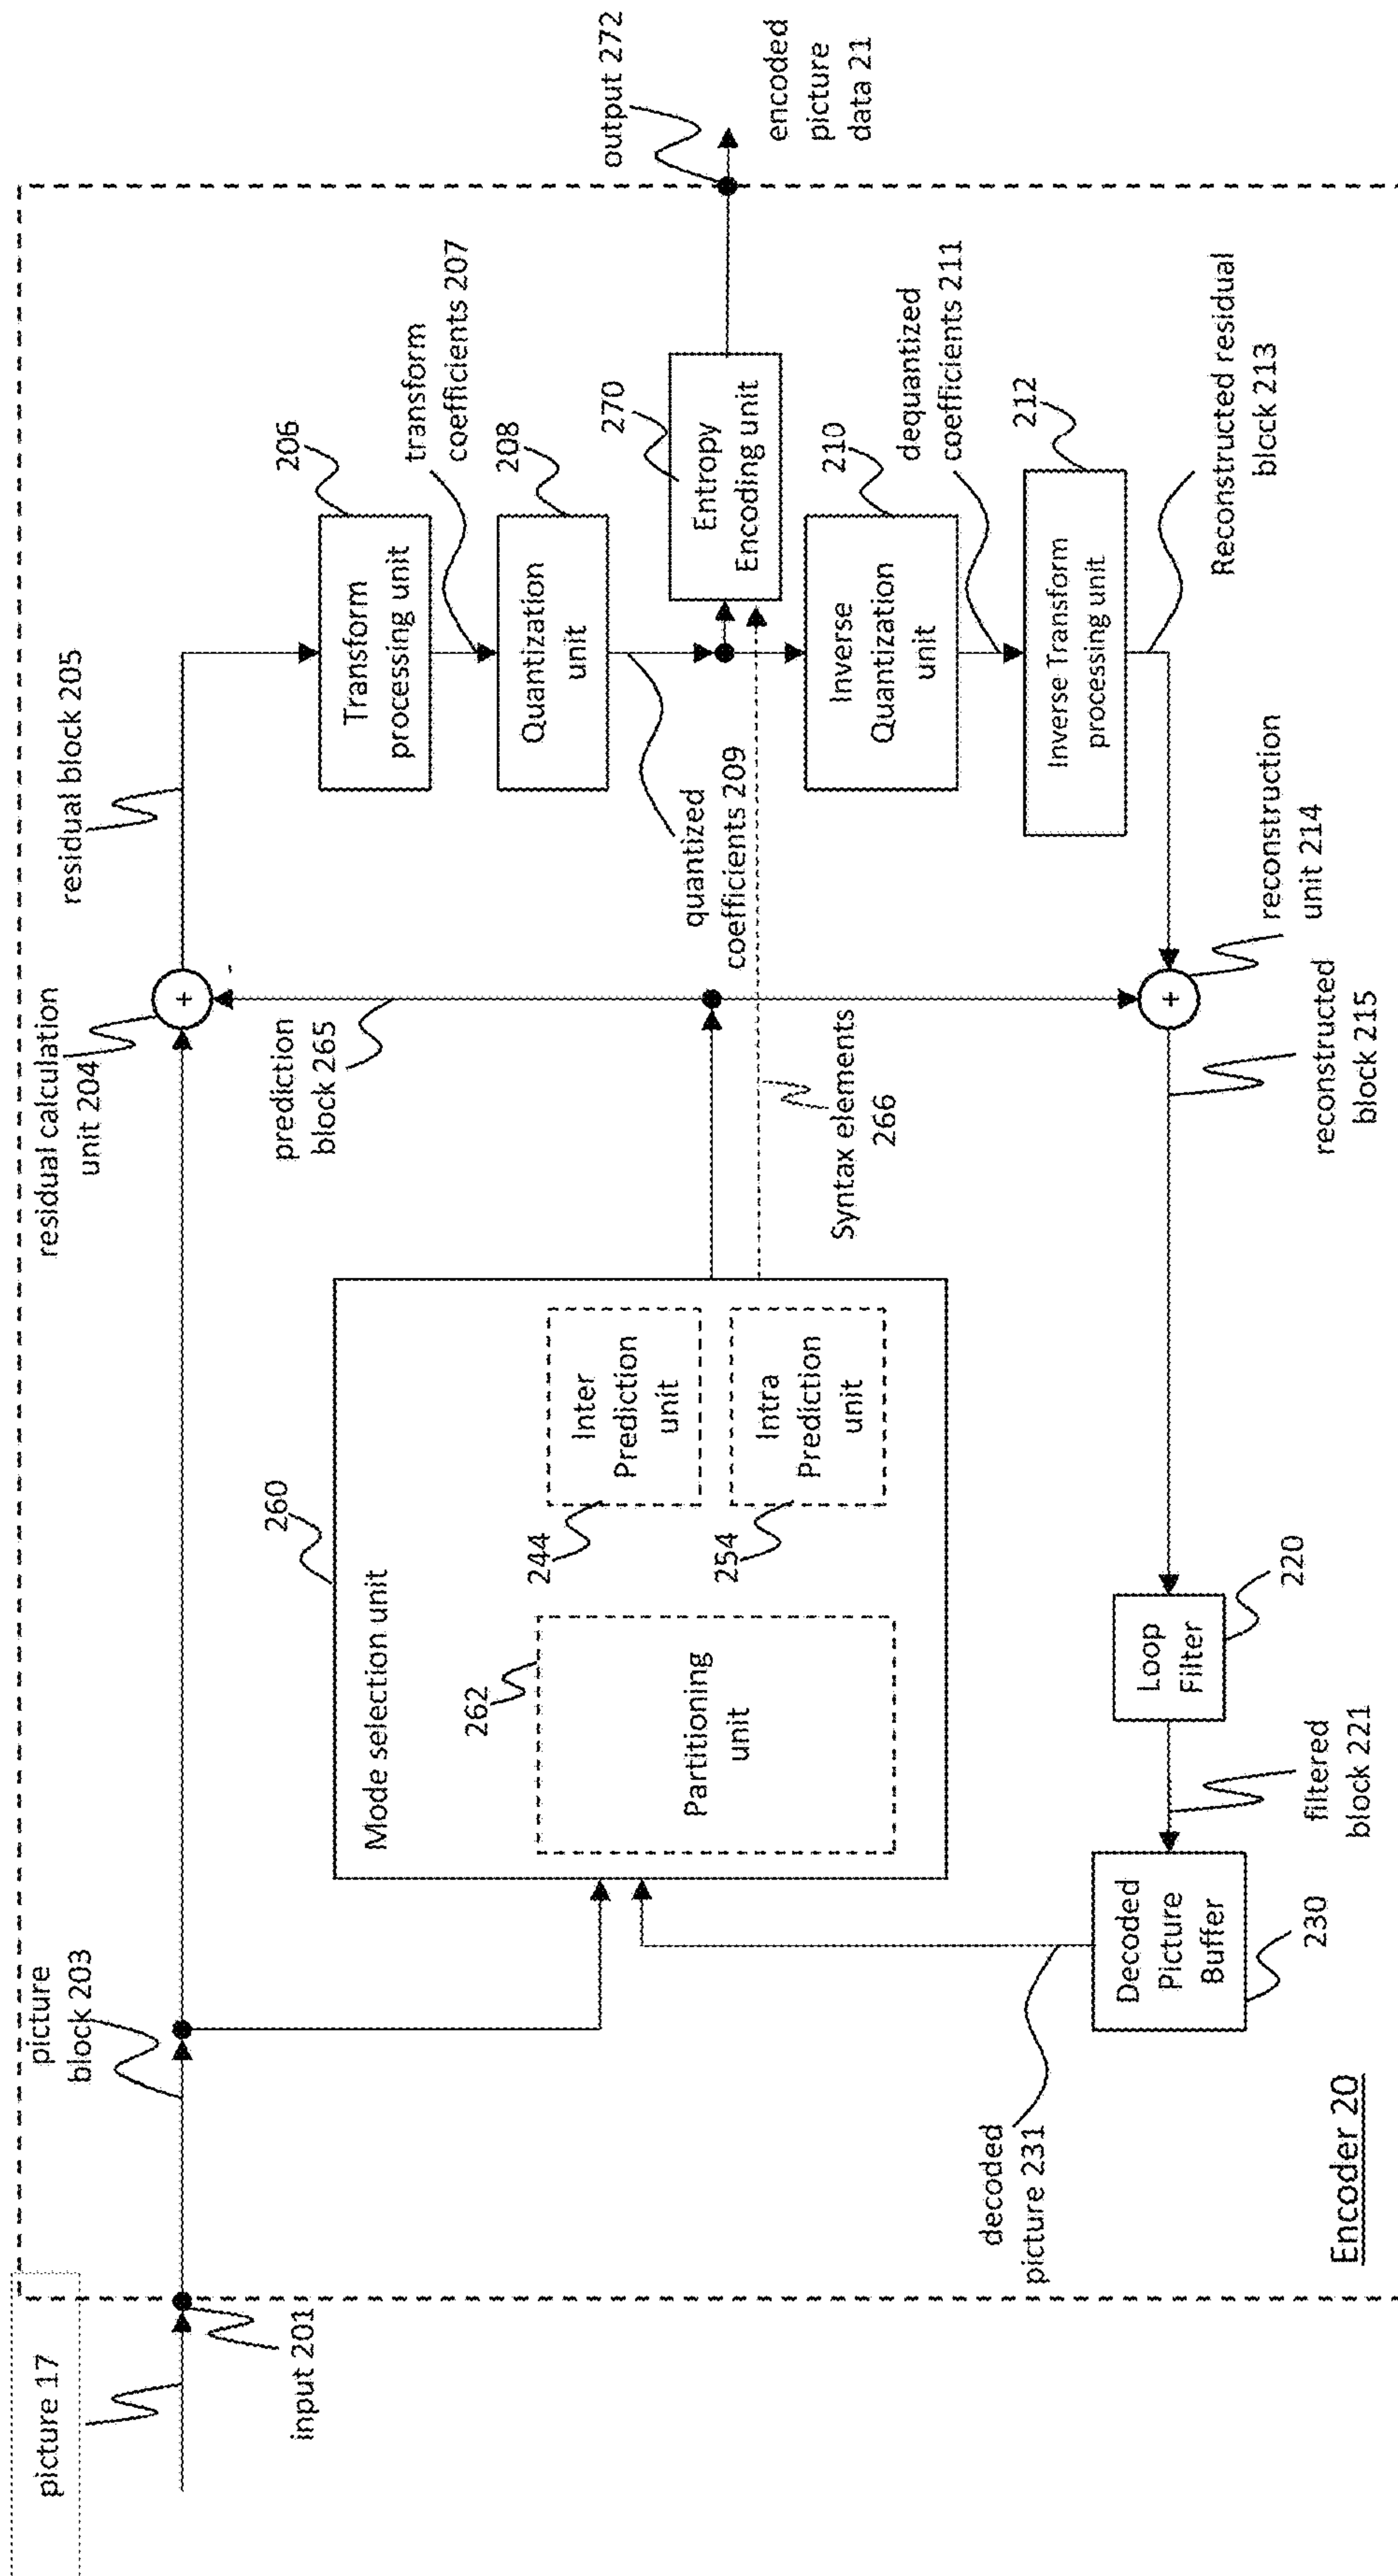 picture 17
input 201
picture
block 203
residual calculation
unit 204
residual block 205
prediction
block 265
206
Transform
processing unit
transform
coefficients 207
208
Quantization
unit
quantized
coefficients 209
270
Entropy
Encoding unit
output 272
encoded
picture
data 21
210
Inverse
Quantization
unit
dequantized
coefficients 211
212
Inverse Transform
processing unit
Reconstructed residual
block 213
260
Mode selection unit
262
Partitioning
unit
244
Inter
Prediction
unit
254
Intra
Prediction
unit
Syntax elements
266
+
-
+
reconstruction
unit 214
reconstructed
block 215
220
Loop
Filter
filtered
block 221
Decoded
Picture
Buffer
230
decoded
picture 231
Encoder 20